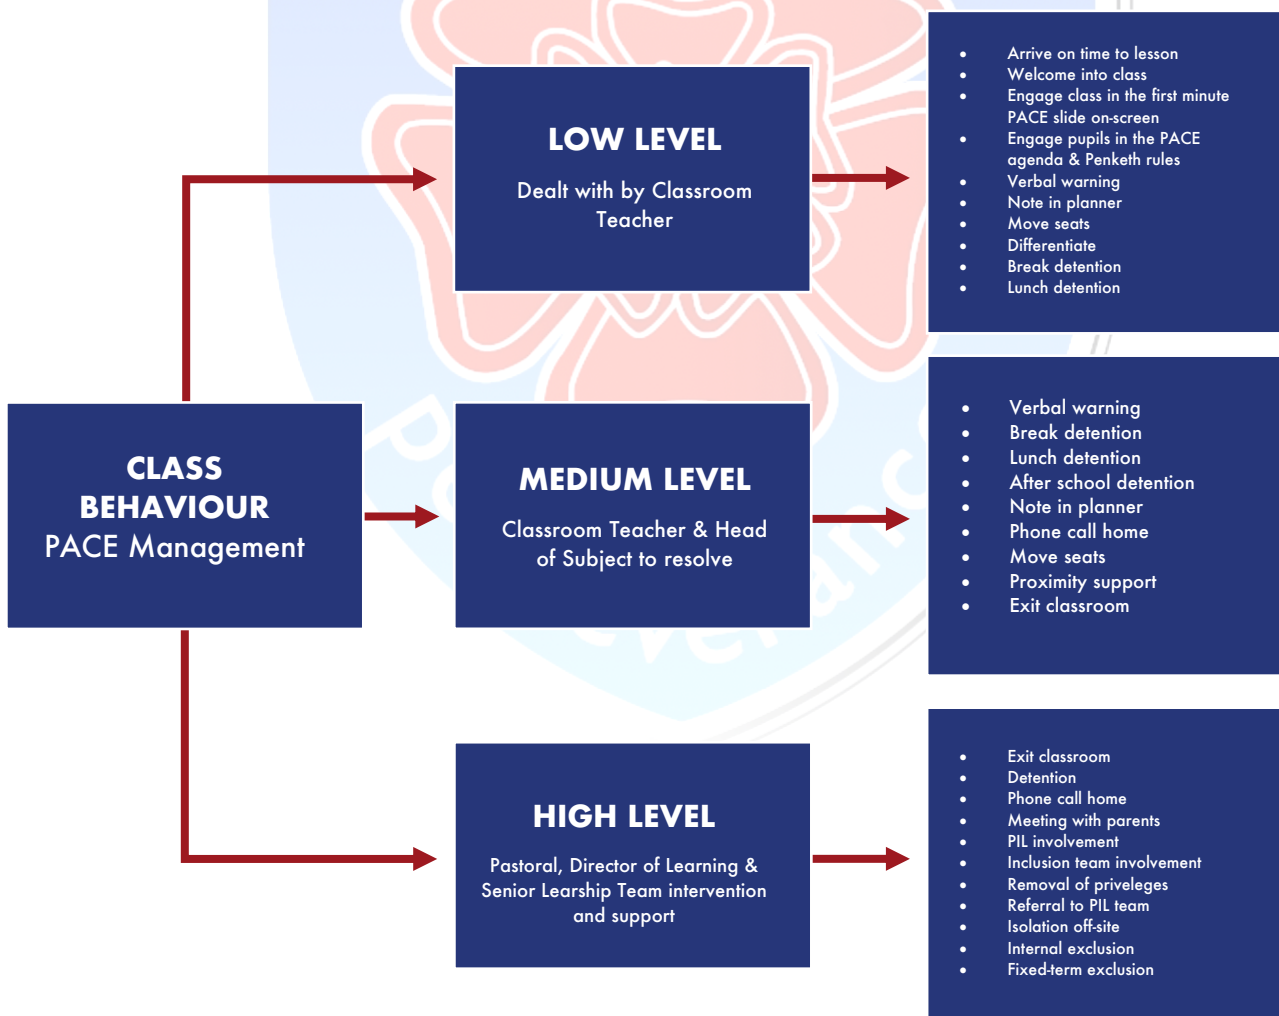 CLASS
BEHAVIOUR
PACE Management
LOW LEVEL
Dealt with by Classroom
Teacher
• Arrive on time to lesson
• Welcome into class
• Engage class in the first minute
PACE slide on-screen
• Engage pupils in the PACE
agenda & Penketh rules
• Verbal warning
• Note in planner
• Move seats
• Differentiate
• Break detention
• Lunch detention
MEDIUM LEVEL
Classroom Teacher & Head
of Subject to resolve
• Verbal warning
• Break detention
• Lunch detention
• After school detention
• Note in planner
• Phone call home
• Move seats
• Proximity support
• Exit classroom
HIGH LEVEL
Pastoral, Director of Learning &
Senior Learship Team intervention
and support
• Exit classroom
• Detention
• Phone call home
• Meeting with parents
• PIL involvement
• Inclusion team involvement
• Removal of priveleges
• Referral to PIL team
• Isolation off-site
• Internal exclusion
• Fixed-term exclusion